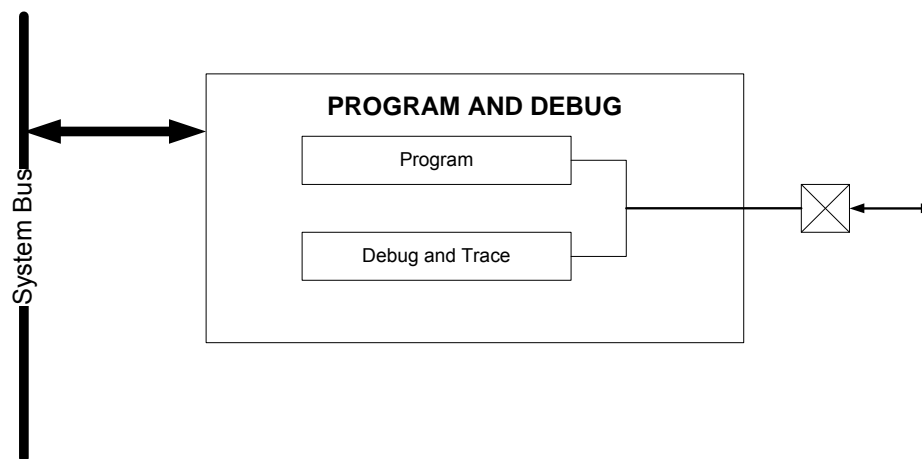 System Bus
PROGRAM AND DEBUG
Program
Debug and Trace